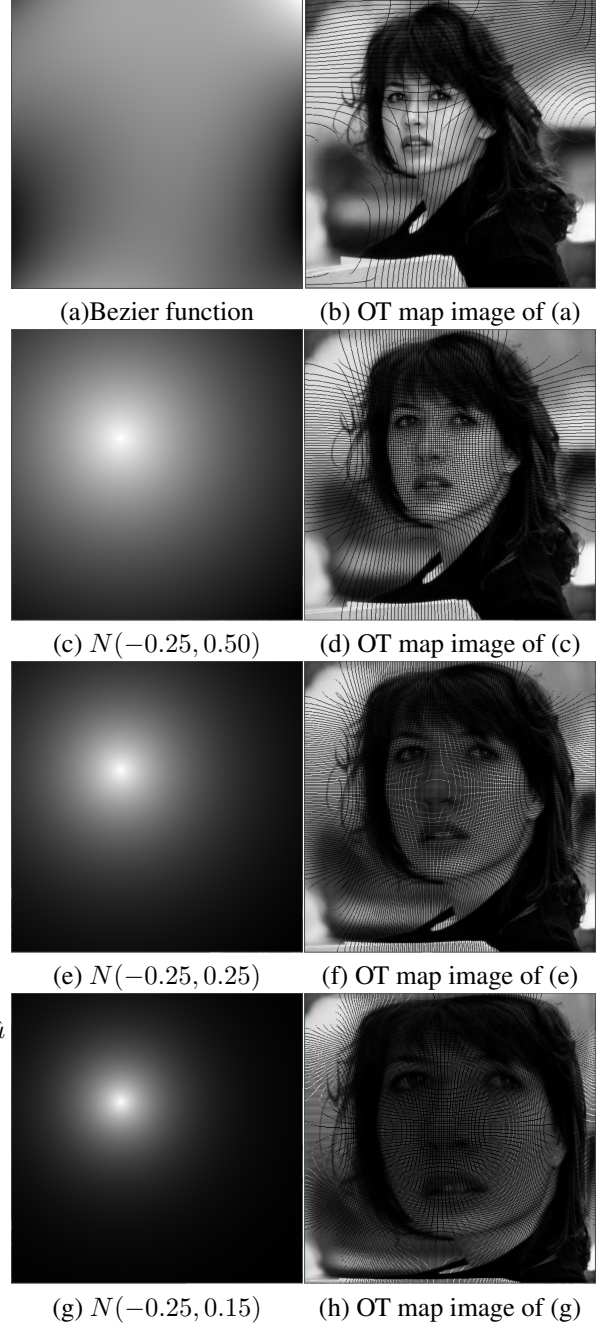 (a)Bezier function
(b) OT map image of (a)
(c) N(−0.25, 0.50)
(d) OT map image of (c)
(e) N(−0.25, 0.25)
(f) OT map image of (e)
(g) N(−0.25, 0.15)
(h) OT map image of (g)